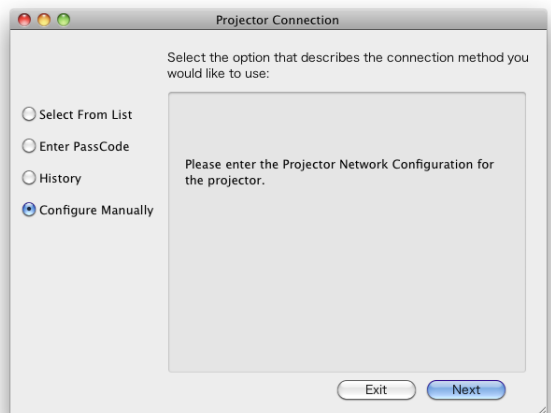 Projector Connection
Select the option that describes the connection method you
would like to use:
Select From List
Enter PassCode
History
Configure Manually
Please enter the Projector Network Configuration for
the projector.
Exit
Next